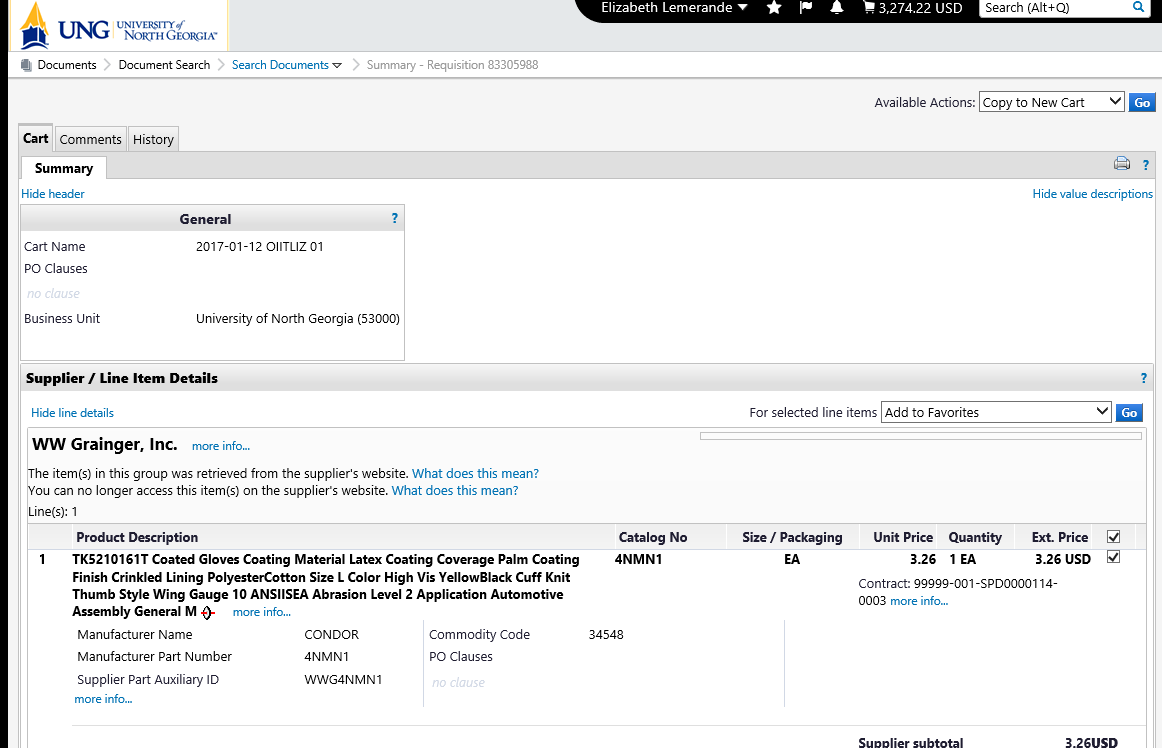 Elizabeth Lemerande 3,274.22 USD Search (Alt+Q)
UNG UNIVERSITY of
NORTH GEORGIA™
Documents Document Search Search Documents Summary - Requisition 83305988
Available Actions: Copy to New Cart Go
Cart Comments History
Summary ?
Hide header Hide value descriptions
General ?
Cart Name 2017-01-12 OIITLIZ 01
PO Clauses
no clause
Business Unit University of North Georgia (53000)
Supplier / Line Item Details ?
Hide line details For selected line items Add to Favorites Go
WW Grainger, Inc. more info...
The item(s) in this group was retrieved from the supplier's website. What does this mean?
You can no longer access this item(s) on the supplier's website. What does this mean?
Line(s): 1
Product Description Catalog No Size / Packaging Unit Price Quantity Ext. Price
1 TK5210161T Coated Gloves Coating Material Latex Coating Coverage Palm Coating 4NMN1 EA 3.26 1 EA 3.26 USD
Finish Crinkled Lining PolyesterCotton Size L Color High Vis YellowBlack Cuff Knit
Thumb Style Wing Gauge 10 ANSIISEA Abrasion Level 2 Application Automotive
Assembly General M more info...
Contract: 99999-001-SPD0000114-
0003 more info...
Manufacturer Name CONDOR Commodity Code 34548
Manufacturer Part Number 4NMN1 PO Clauses
Supplier Part Auxiliary ID WWG4NMN1 no clause
more info...
Supplier subtotal 3.26USD